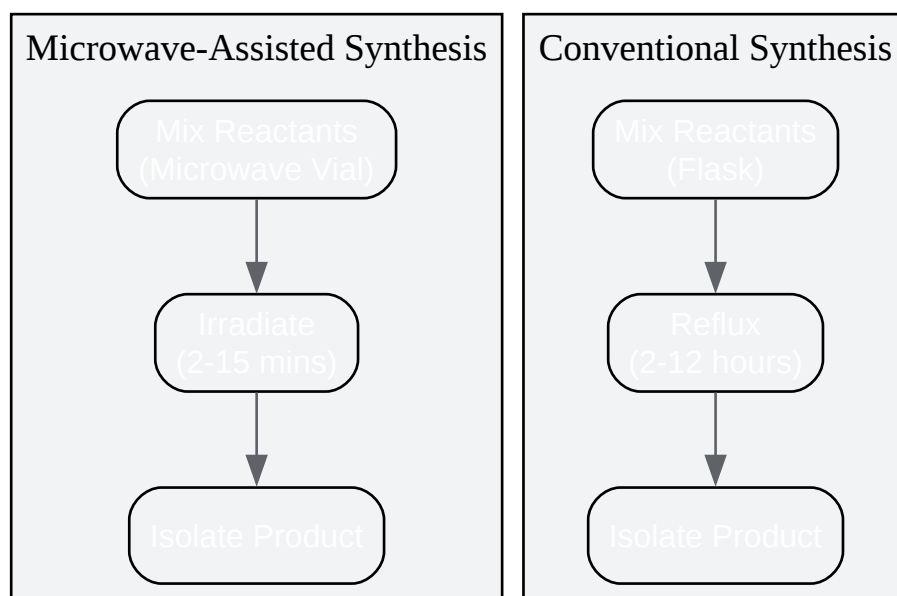 Microwave-Assisted Synthesis
Mix Reactants
(Microwave Vial)
Irradiate
(2-15 mins)
Isolate Product
Conventional Synthesis
Mix Reactants
(Flask)
Reflux
(2-12 hours)
Isolate Product